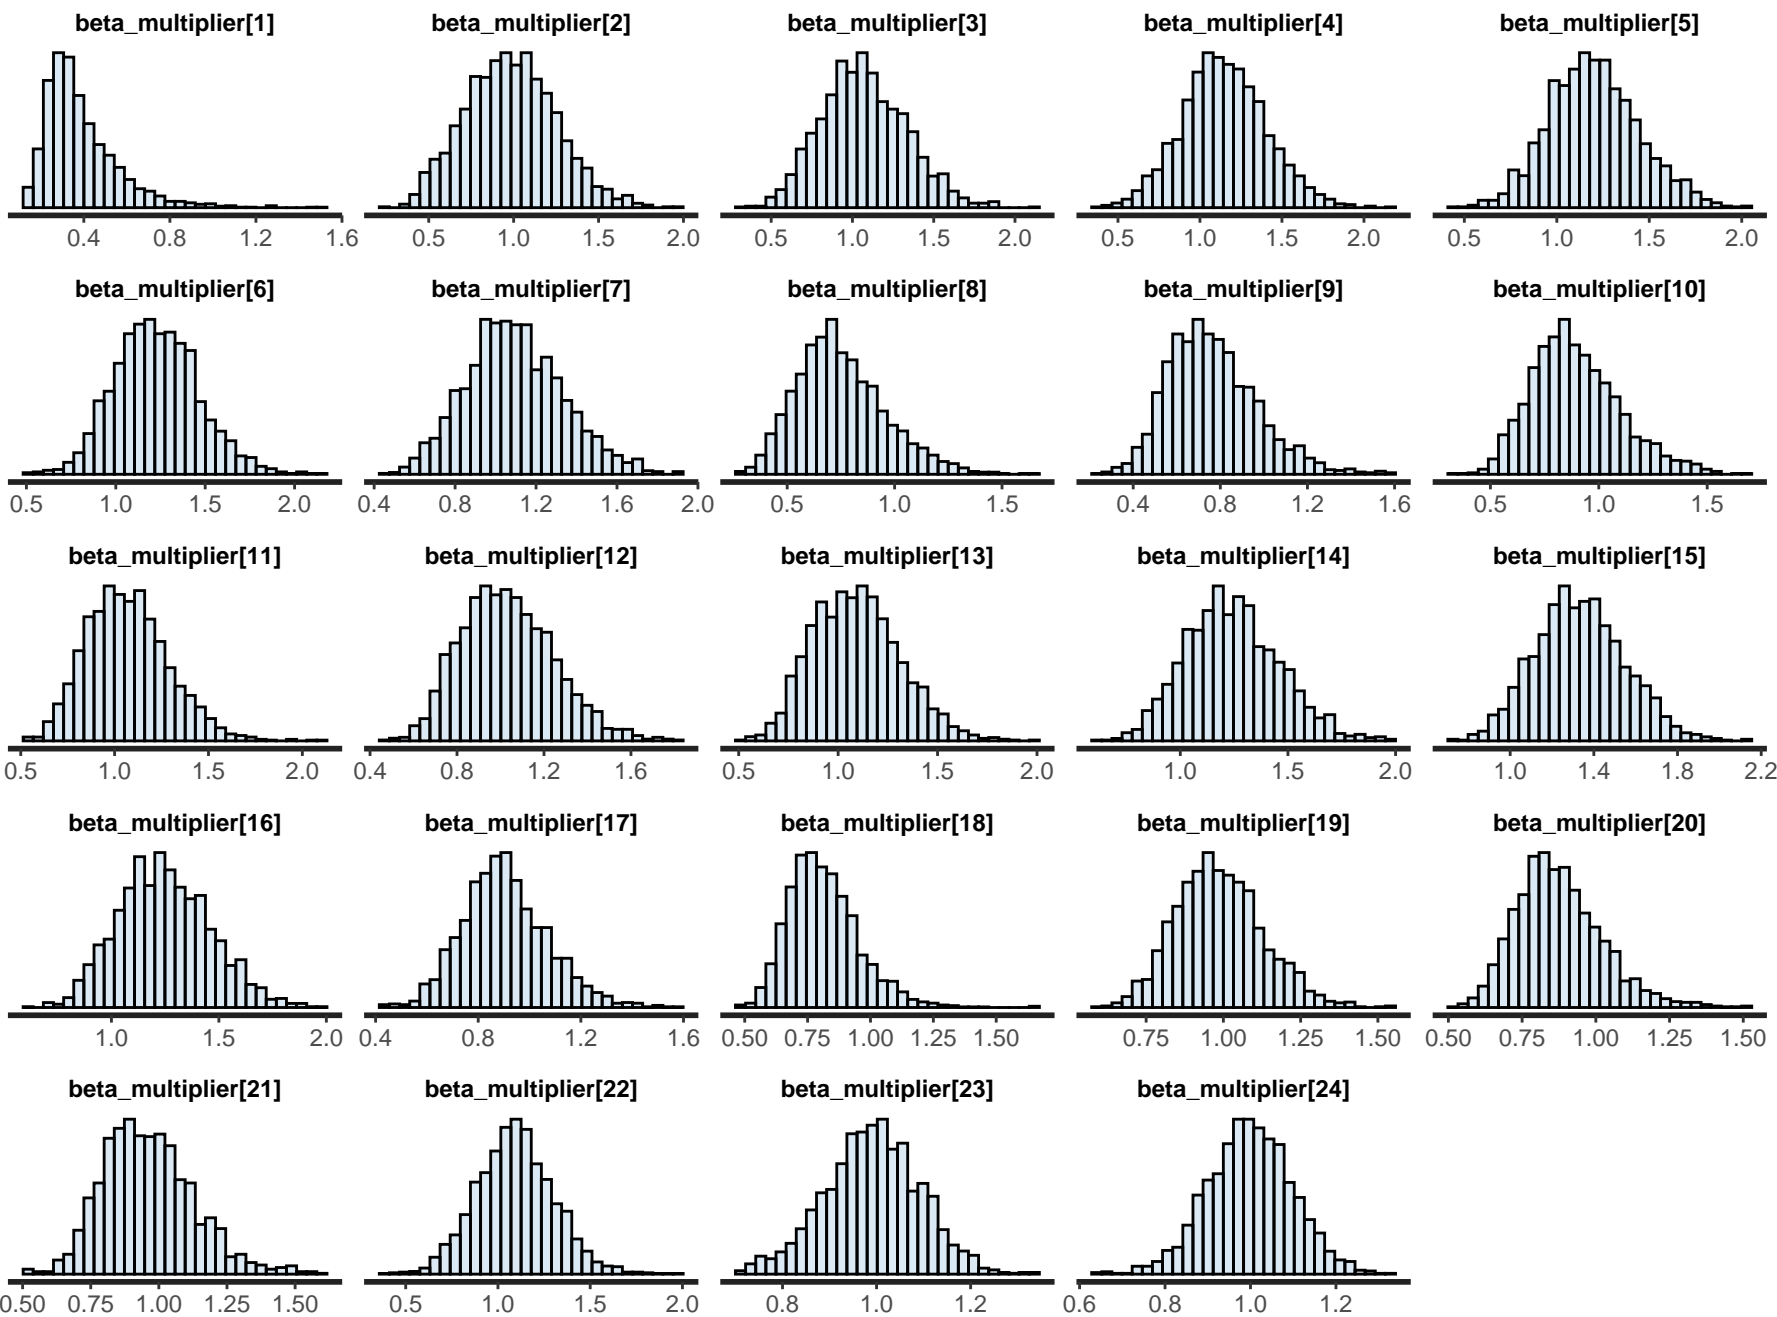 beta_multiplier[1] beta_multiplier[2] beta_multiplier[3] beta_multiplier[4] beta_multiplier[5]
0.4 0.8 1.2 1.6 0.5 1.0 1.5 2.0 0.5 1.0 1.5 2.0 0.5 1.0 1.5 2.0 0.5 1.0 1.5 2.0
beta_multiplier[6] beta_multiplier[7] beta_multiplier[8] beta_multiplier[9] beta_multiplier[10]
0.5 1.0 1.5 2.0 0.4 0.8 1.2 1.6 2.0 0.5 1.0 1.5 0.4 0.8 1.2 1.6 0.5 1.0 1.5
beta_multiplier[11] beta_multiplier[12] beta_multiplier[13] beta_multiplier[14] beta_multiplier[15]
0.5 1.0 1.5 2.0 0.4 0.8 1.2 1.6 0.5 1.0 1.5 2.0 1.0 1.5 2.0 1.0 1.4 1.8 2.2
beta_multiplier[16] beta_multiplier[17] beta_multiplier[18] beta_multiplier[19] beta_multiplier[20]
1.0 1.5 2.0 0.4 0.8 1.2 1.6 0.50 0.75 1.00 1.25 1.50 0.75 1.00 1.25 1.50 0.50 0.75 1.00 1.25 1.50
beta_multiplier[21] beta_multiplier[22] beta_multiplier[23] beta_multiplier[24]
0.50 0.75 1.00 1.25 1.50 0.5 1.0 1.5 2.0 0.8 1.0 1.2 0.6 0.8 1.0 1.2